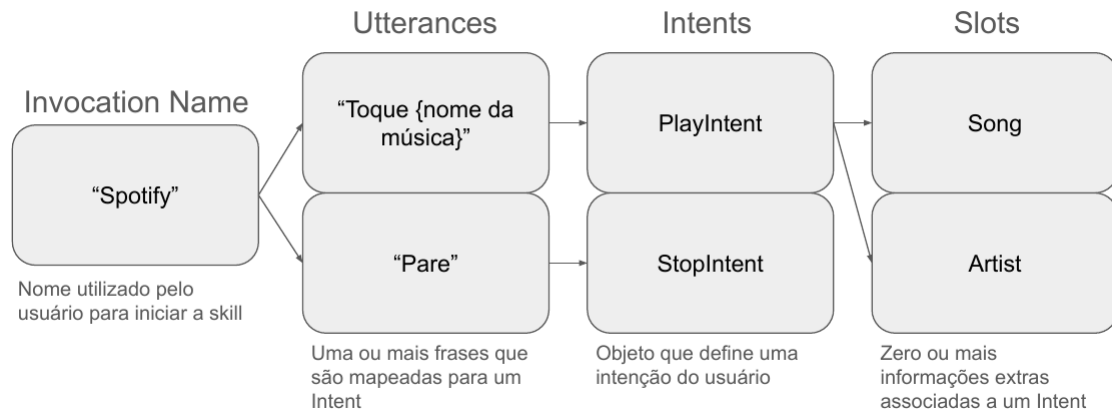 Invocation Name
“Spotify”
Nome utilizado pelo
usuário para iniciar a skill
Utterances
“Toque {nome da
música}”
“Pare”
Uma ou mais frases que
são mapeadas para um
Intent
Intents
PlayIntent
StopIntent
Objeto que define uma
intenção do usuário
Slots
Song
Artist
Zero ou mais
informações extras
associadas a um Intent